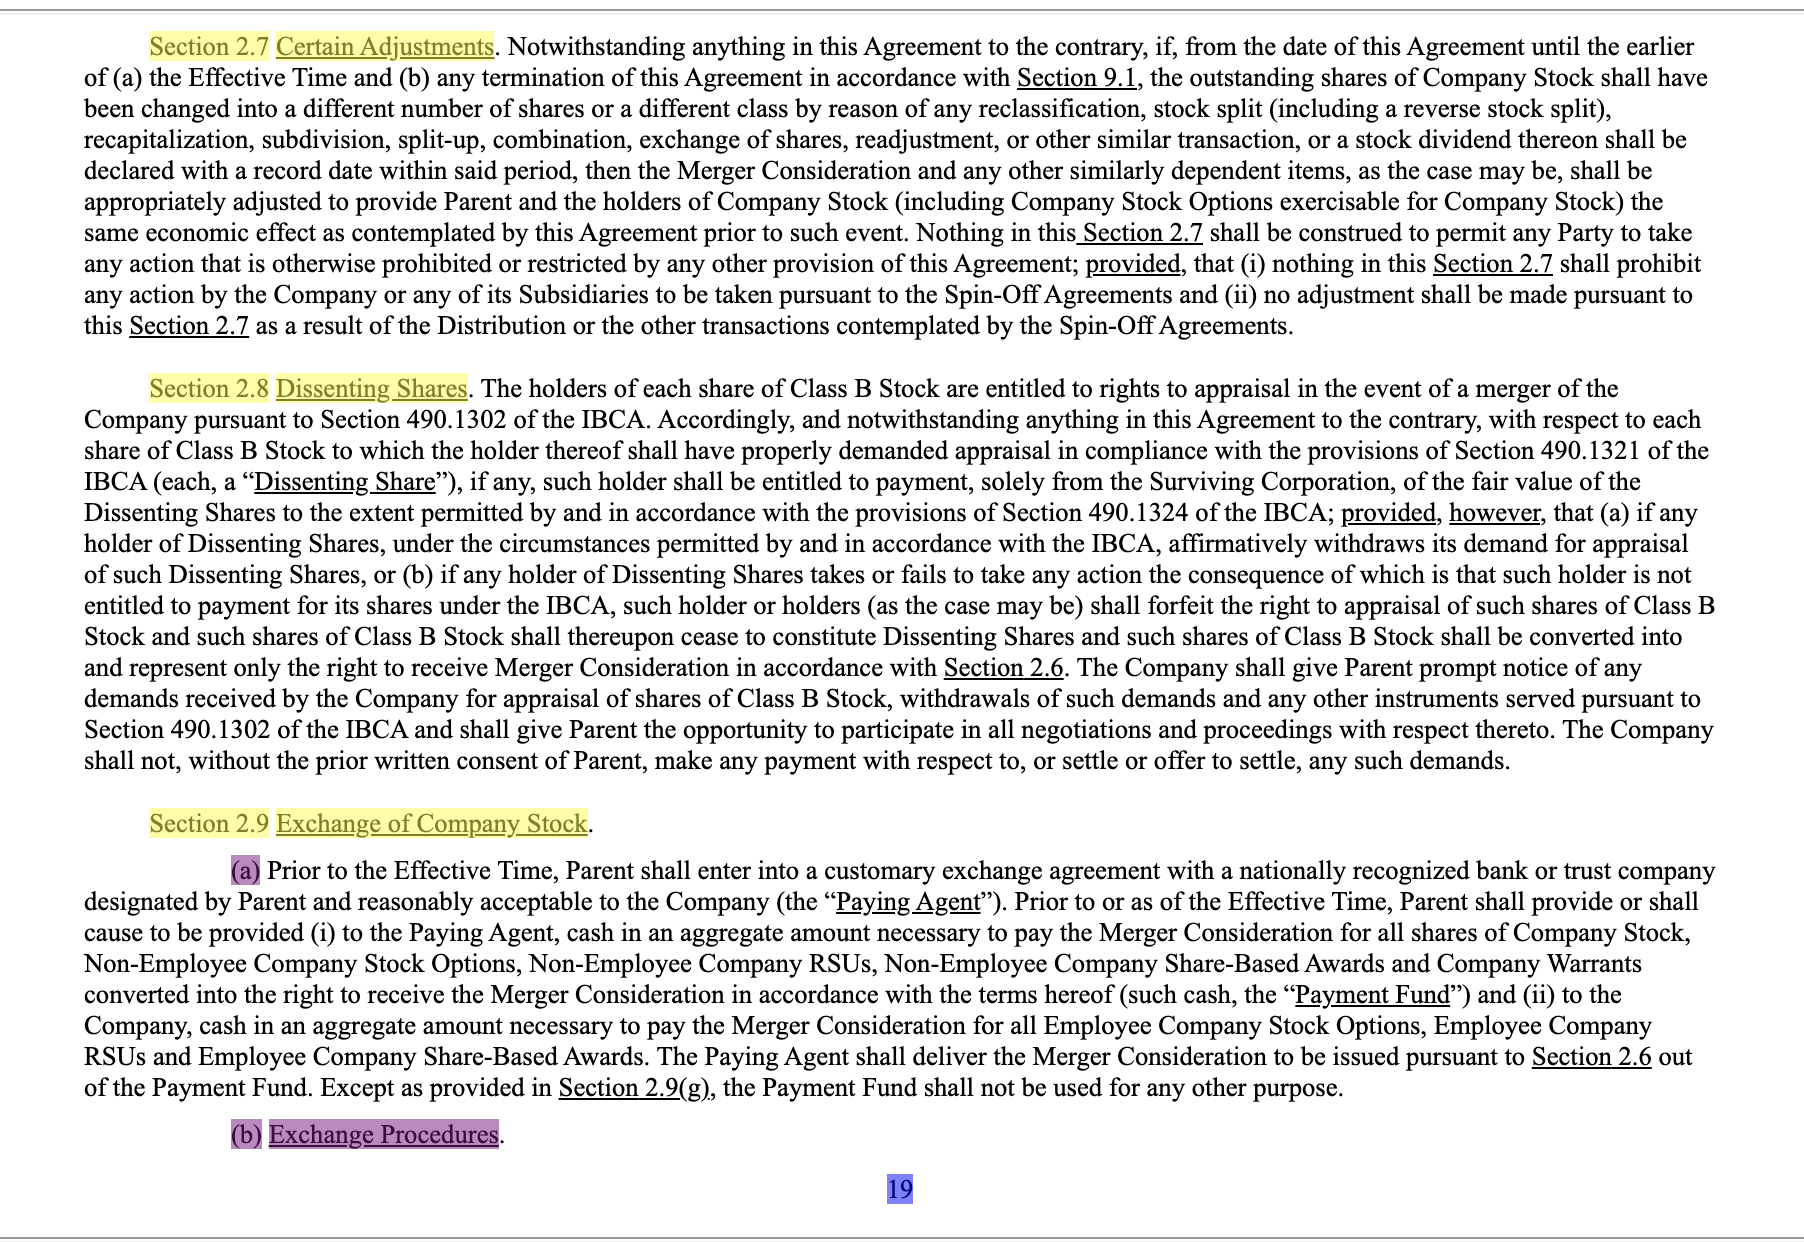 Section 2.7 Certain Adjustments. Notwithstanding anything in this Agreement to the contrary, if, from the date of this Agreement until the earlier
of (a) the Effective Time and (b) any termination of this Agreement in accordance with Section 9.1, the outstanding shares of Company Stock shall have
been changed into a different number of shares or a different class by reason of any reclassification, stock split (including a reverse stock split),
recapitalization, subdivision, split-up, combination, exchange of shares, readjustment, or other similar transaction, or a stock dividend thereon shall be
declared with a record date within said period, then the Merger Consideration and any other similarly dependent items, as the case may be, shall be
appropriately adjusted to provide Parent and the holders of Company Stock (including Company Stock Options exercisable for Company Stock) the
same economic effect as contemplated by this Agreement prior to such event. Nothing in this Section 2.7 shall be construed to permit any Party to take
any action that is otherwise prohibited or restricted by any other provision of this Agreement; provided, that (i) nothing in this Section 2.7 shall prohibit
any action by the Company or any of its Subsidiaries to be taken pursuant to the Spin-Off Agreements and (ii) no adjustment shall be made pursuant to
this Section 2.7 as a result of the Distribution or the other transactions contemplated by the Spin-Off Agreements.
Section 2.8 Dissenting Shares. The holders of each share of Class B Stock are entitled to rights to appraisal in the event of a merger of the
Company pursuant to Section 490.1302 of the IBCA. Accordingly, and notwithstanding anything in this Agreement to the contrary, with respect to each
share of Class B Stock to which the holder thereof shall have properly demanded appraisal in compliance with the provisions of Section 490.1321 of the
IBCA (each, a “Dissenting Share”), if any, such holder shall be entitled to payment, solely from the Surviving Corporation, of the fair value of the
Dissenting Shares to the extent permitted by and in accordance with the provisions of Section 490.1324 of the IBCA; provided, however, that (a) if any
holder of Dissenting Shares, under the circumstances permitted by and in accordance with the IBCA, affirmatively withdraws its demand for appraisal
of such Dissenting Shares, or (b) if any holder of Dissenting Shares takes or fails to take any action the consequence of which is that such holder is not
entitled to payment for its shares under the IBCA, such holder or holders (as the case may be) shall forfeit the right to appraisal of such shares of Class B
Stock and such shares of Class B Stock shall thereupon cease to constitute Dissenting Shares and such shares of Class B Stock shall be converted into
and represent only the right to receive Merger Consideration in accordance with Section 2.6. The Company shall give Parent prompt notice of any
demands received by the Company for appraisal of shares of Class B Stock, withdrawals of such demands and any other instruments served pursuant to
Section 490.1302 of the IBCA and shall give Parent the opportunity to participate in all negotiations and proceedings with respect thereto. The Company
shall not, without the prior written consent of Parent, make any payment with respect to, or settle or offer to settle, any such demands.
Section 2.9 Exchange of Company Stock.
(a) Prior to the Effective Time, Parent shall enter into a customary exchange agreement with a nationally recognized bank or trust company
designated by Parent and reasonably acceptable to the Company (the “Paying Agent”). Prior to or as of the Effective Time, Parent shall provide or shall
cause to be provided (i) to the Paying Agent, cash in an aggregate amount necessary to pay the Merger Consideration for all shares of Company Stock,
Non-Employee Company Stock Options, Non-Employee Company RSUs, Non-Employee Company Share-Based Awards and Company Warrants
converted into the right to receive the Merger Consideration in accordance with the terms hereof (such cash, the “Payment Fund”) and (ii) to the
Company, cash in an aggregate amount necessary to pay the Merger Consideration for all Employee Company Stock Options, Employee Company
RSUs and Employee Company Share-Based Awards. The Paying Agent shall deliver the Merger Consideration to be issued pursuant to Section 2.6 out
of the Payment Fund. Except as provided in Section 2.9(g), the Payment Fund shall not be used for any other purpose.
(b) Exchange Procedures.
19